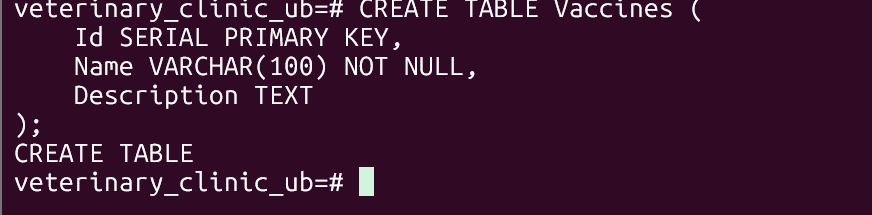 veterinary_clinic_ub=# CREATE TABLE Vaccines (
    Id SERIAL PRIMARY KEY,
    Name VARCHAR(100) NOT NULL,
    Description TEXT
);
CREATE TABLE
veterinary_clinic_ub=#